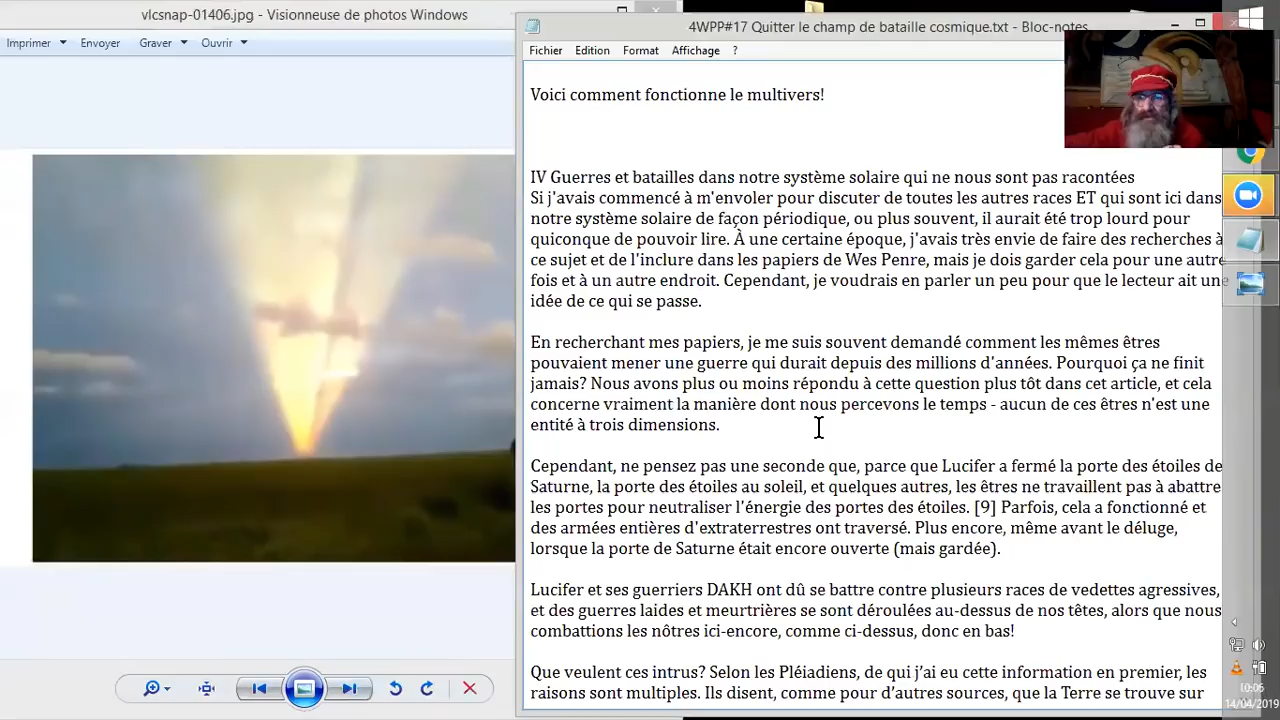 vlcsnap-01406.jpg - Visionneuse de photos Windows
Imprimer Envoyer Graver Ouvrir
4WPP#17 Quitter le champ de bataille cosmique.txt - Bloc-notes
Fichier Edition Format Affichage ?
Voici comment fonctionne le multivers!
IV Guerres et batailles dans notre système solaire qui ne nous sont pas racontées
Si j'avais commencé à m'envoler pour discuter de toutes les autres races ET qui sont ici dans
notre système solaire de façon périodique, ou plus souvent, il aurait été trop lourd pour
quiconque de pouvoir lire. À une certaine époque, j'avais très envie de faire des recherches à
ce sujet et de l'inclure dans les papiers de Wes Penre, mais je dois garder cela pour une autre
fois et à un autre endroit. Cependant, je voudrais en parler un peu pour que le lecteur ait une
idée de ce qui se passe.
En recherchant mes papiers, je me suis souvent demandé comment les mêmes êtres
pouvaient mener une guerre qui durait depuis des millions d'années. Pourquoi ça ne finit
jamais? Nous avons plus ou moins répondu à cette question plus tôt dans cet article, et cela
concerne vraiment la manière dont nous percevons le temps - aucun de ces êtres n'est une
entité à trois dimensions.
Cependant, ne pensez pas une seconde que, parce que Lucifer a fermé la porte des étoiles de
Saturne, la porte des étoiles au soleil, et quelques autres, les êtres ne travaillent pas à abattre
les portes pour neutraliser l'énergie des portes des étoiles. [9] Parfois, cela a fonctionné et
des armées entières d'extraterrestres ont traversé. Plus encore, même avant le déluge,
lorsque la porte de Saturne était encore ouverte (mais gardée).
Lucifer et ses guerriers DAKH ont dû se battre contre plusieurs races de vedettes agressives,
et des guerres laides et meurtrières se sont déroulées au-dessus de nos têtes, alors que nous
combattions les nôtres ici-encore, comme ci-dessus, donc en bas!
Que veulent ces intrus? Selon les Pléiadiens, de qui j’ai eu cette information en premier, les
raisons sont multiples. Ils disent, comme pour d’autres sources, que la Terre se trouve sur
10:05
14/04/2019